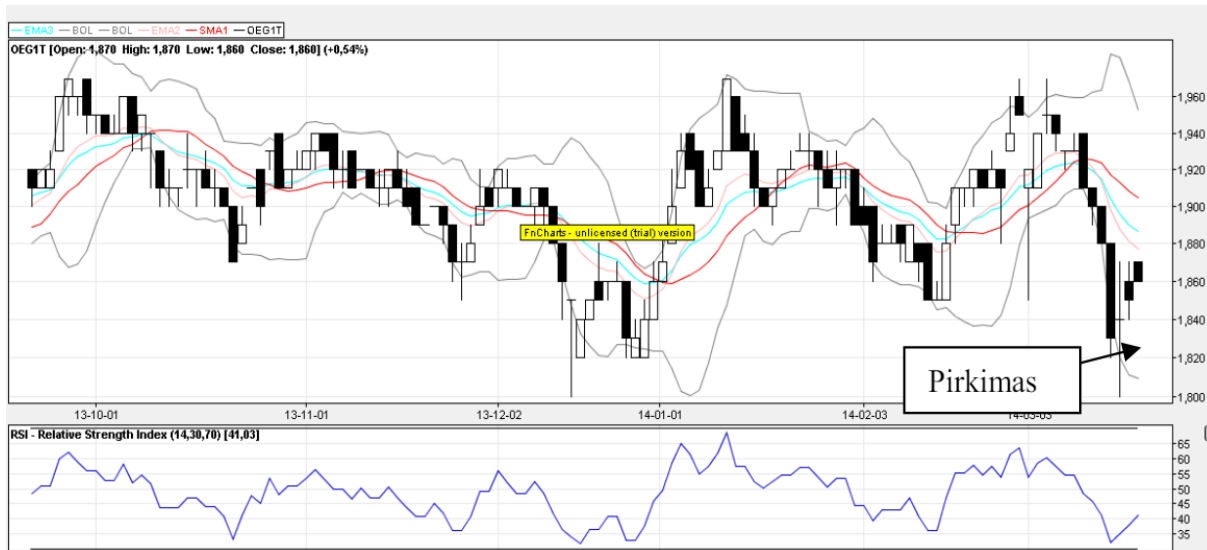 EMA3 BOL BOL EMA2 SMA1 OEG1T
OEG1T [Open: 1,870 High: 1,870 Low: 1,860 Close: 1,860] (+0,54%)
1,960
1,940
1,920
1,900
FnCharts - unlicensed (trial) version
1,880
1,860
1,840
1,820
Pirkimas
1,800
13-10-01 13-11-01 13-12-02 14-01-01 14-02-03 14-03-03
RSI - Relative Strength Index (14,30,70) [41,03]
65
60
55
50
45
40
35